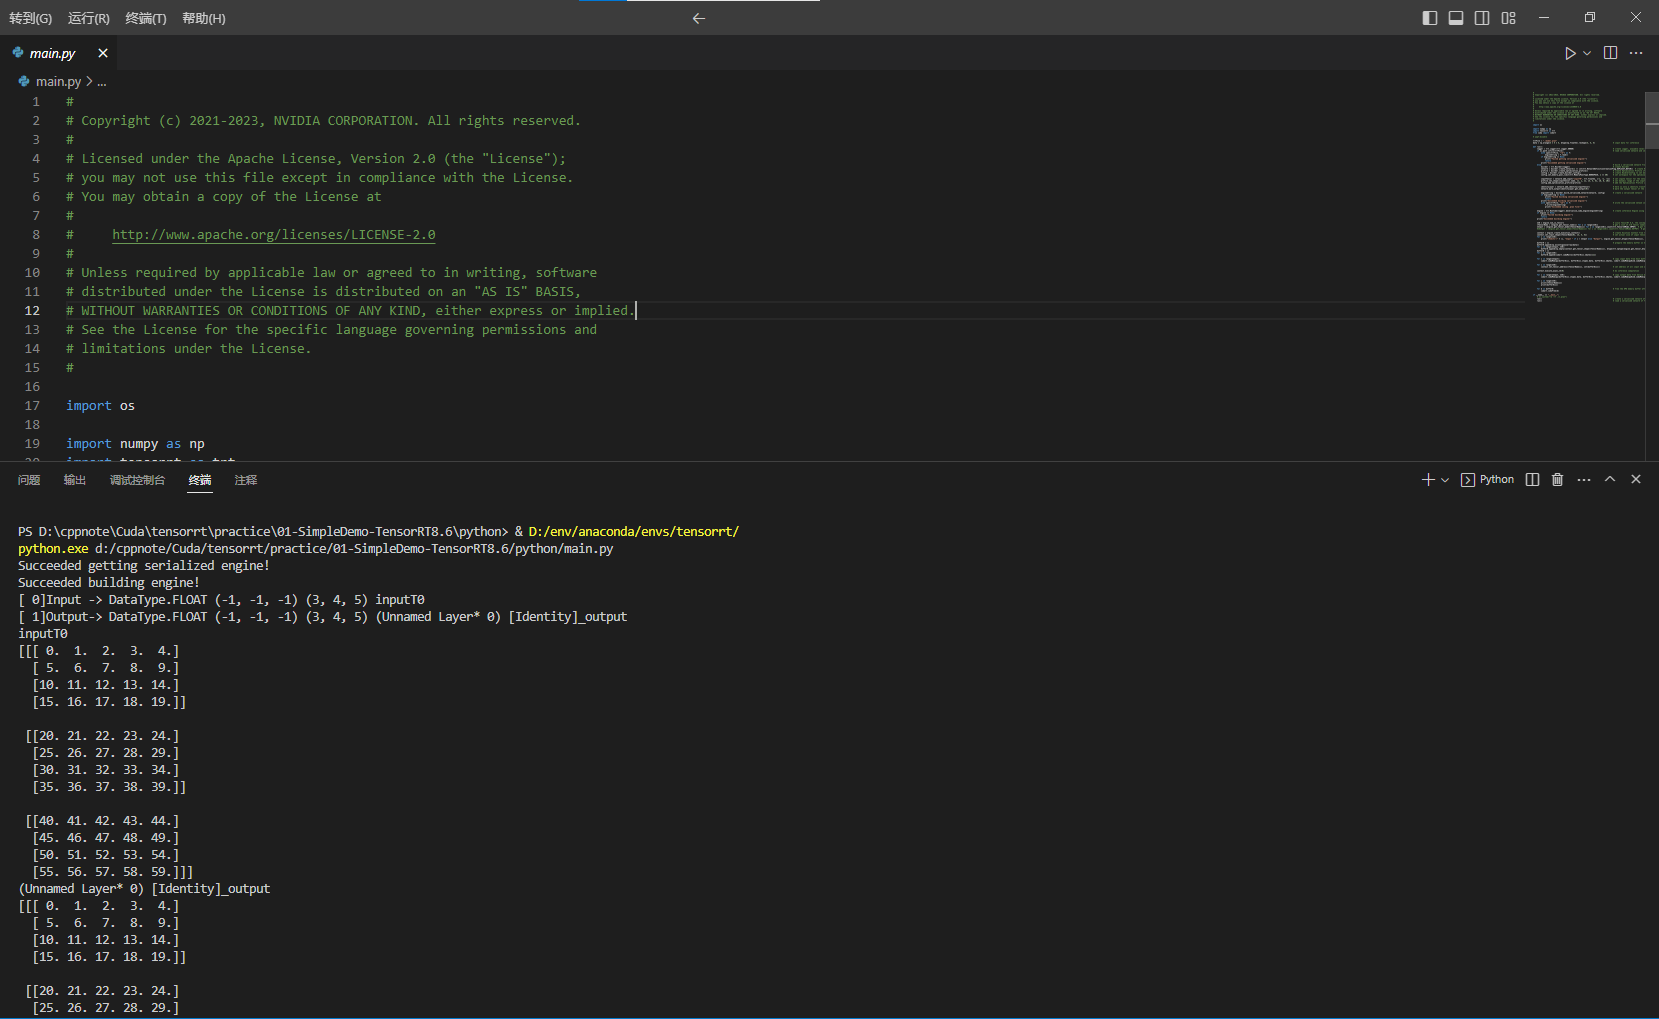 转到(G) 运行(R) 终端(T) 帮助(H)
main.py
main.py > ...
1 #
2 # Copyright (c) 2021-2023, NVIDIA CORPORATION. All rights reserved.
3 #
4 # Licensed under the Apache License, Version 2.0 (the "License");
5 # you may not use this file except in compliance with the License.
6 # You may obtain a copy of the License at
7 #
8 #     http://www.apache.org/licenses/LICENSE-2.0
9 #
10 # Unless required by applicable law or agreed to in writing, software
11 # distributed under the License is distributed on an "AS IS" BASIS,
12 # WITHOUT WARRANTIES OR CONDITIONS OF ANY KIND, either express or implied.
13 # See the License for the specific language governing permissions and
14 # limitations under the License.
15 #
16
17 import os
18
19 import numpy as np
20 import tensorrt as trt
问题 输出 调试控制台 终端 注释 Python
PS D:\cppnote\Cuda\tensorrt\practice\01-SimpleDemo-TensorRT8.6\python> & D:/env/anaconda/envs/tensorrt/
python.exe d:/cppnote/Cuda/tensorrt/practice/01-SimpleDemo-TensorRT8.6/python/main.py
Succeeded getting serialized engine!
Succeeded building engine!
[ 0]Input -> DataType.FLOAT (-1, -1, -1) (3, 4, 5) inputT0
[ 1]Output-> DataType.FLOAT (-1, -1, -1) (3, 4, 5) (Unnamed Layer* 0) [Identity]_output
inputT0
[[[ 0.  1.  2.  3.  4.]
  [ 5.  6.  7.  8.  9.]
  [10. 11. 12. 13. 14.]
  [15. 16. 17. 18. 19.]]
 [[20. 21. 22. 23. 24.]
  [25. 26. 27. 28. 29.]
  [30. 31. 32. 33. 34.]
  [35. 36. 37. 38. 39.]]
 [[40. 41. 42. 43. 44.]
  [45. 46. 47. 48. 49.]
  [50. 51. 52. 53. 54.]
  [55. 56. 57. 58. 59.]]]
(Unnamed Layer* 0) [Identity]_output
[[[ 0.  1.  2.  3.  4.]
  [ 5.  6.  7.  8.  9.]
  [10. 11. 12. 13. 14.]
  [15. 16. 17. 18. 19.]]
 [[20. 21. 22. 23. 24.]
  [25. 26. 27. 28. 29.]